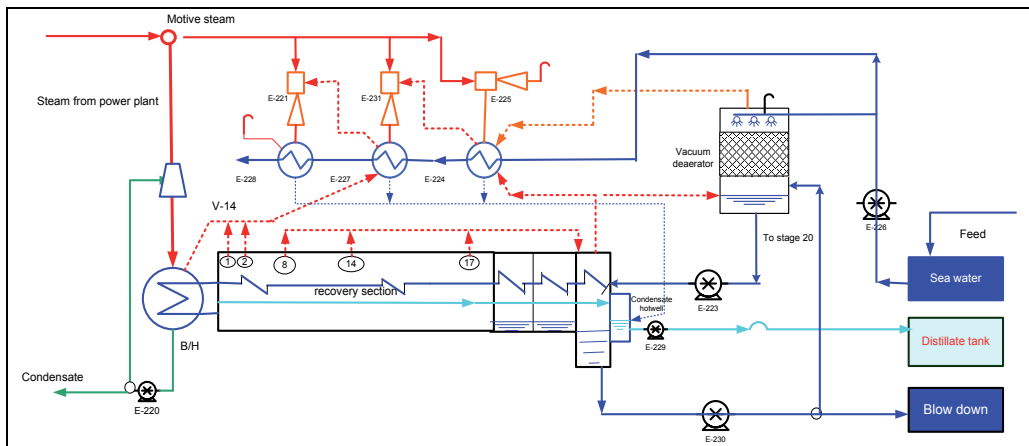 Motive steam
E-221
E-231
E-225
Steam from power plant
Vacuum
deaerator
E-228
E-227
E-224
V-14
E-226
Feed
To stage 20
1
2
8
14
17
recovery section
Sea water
E-223
Condensate
hotwell
B/H
E-229
Distillate tank
Condensate
E-220
Blow down
E-230